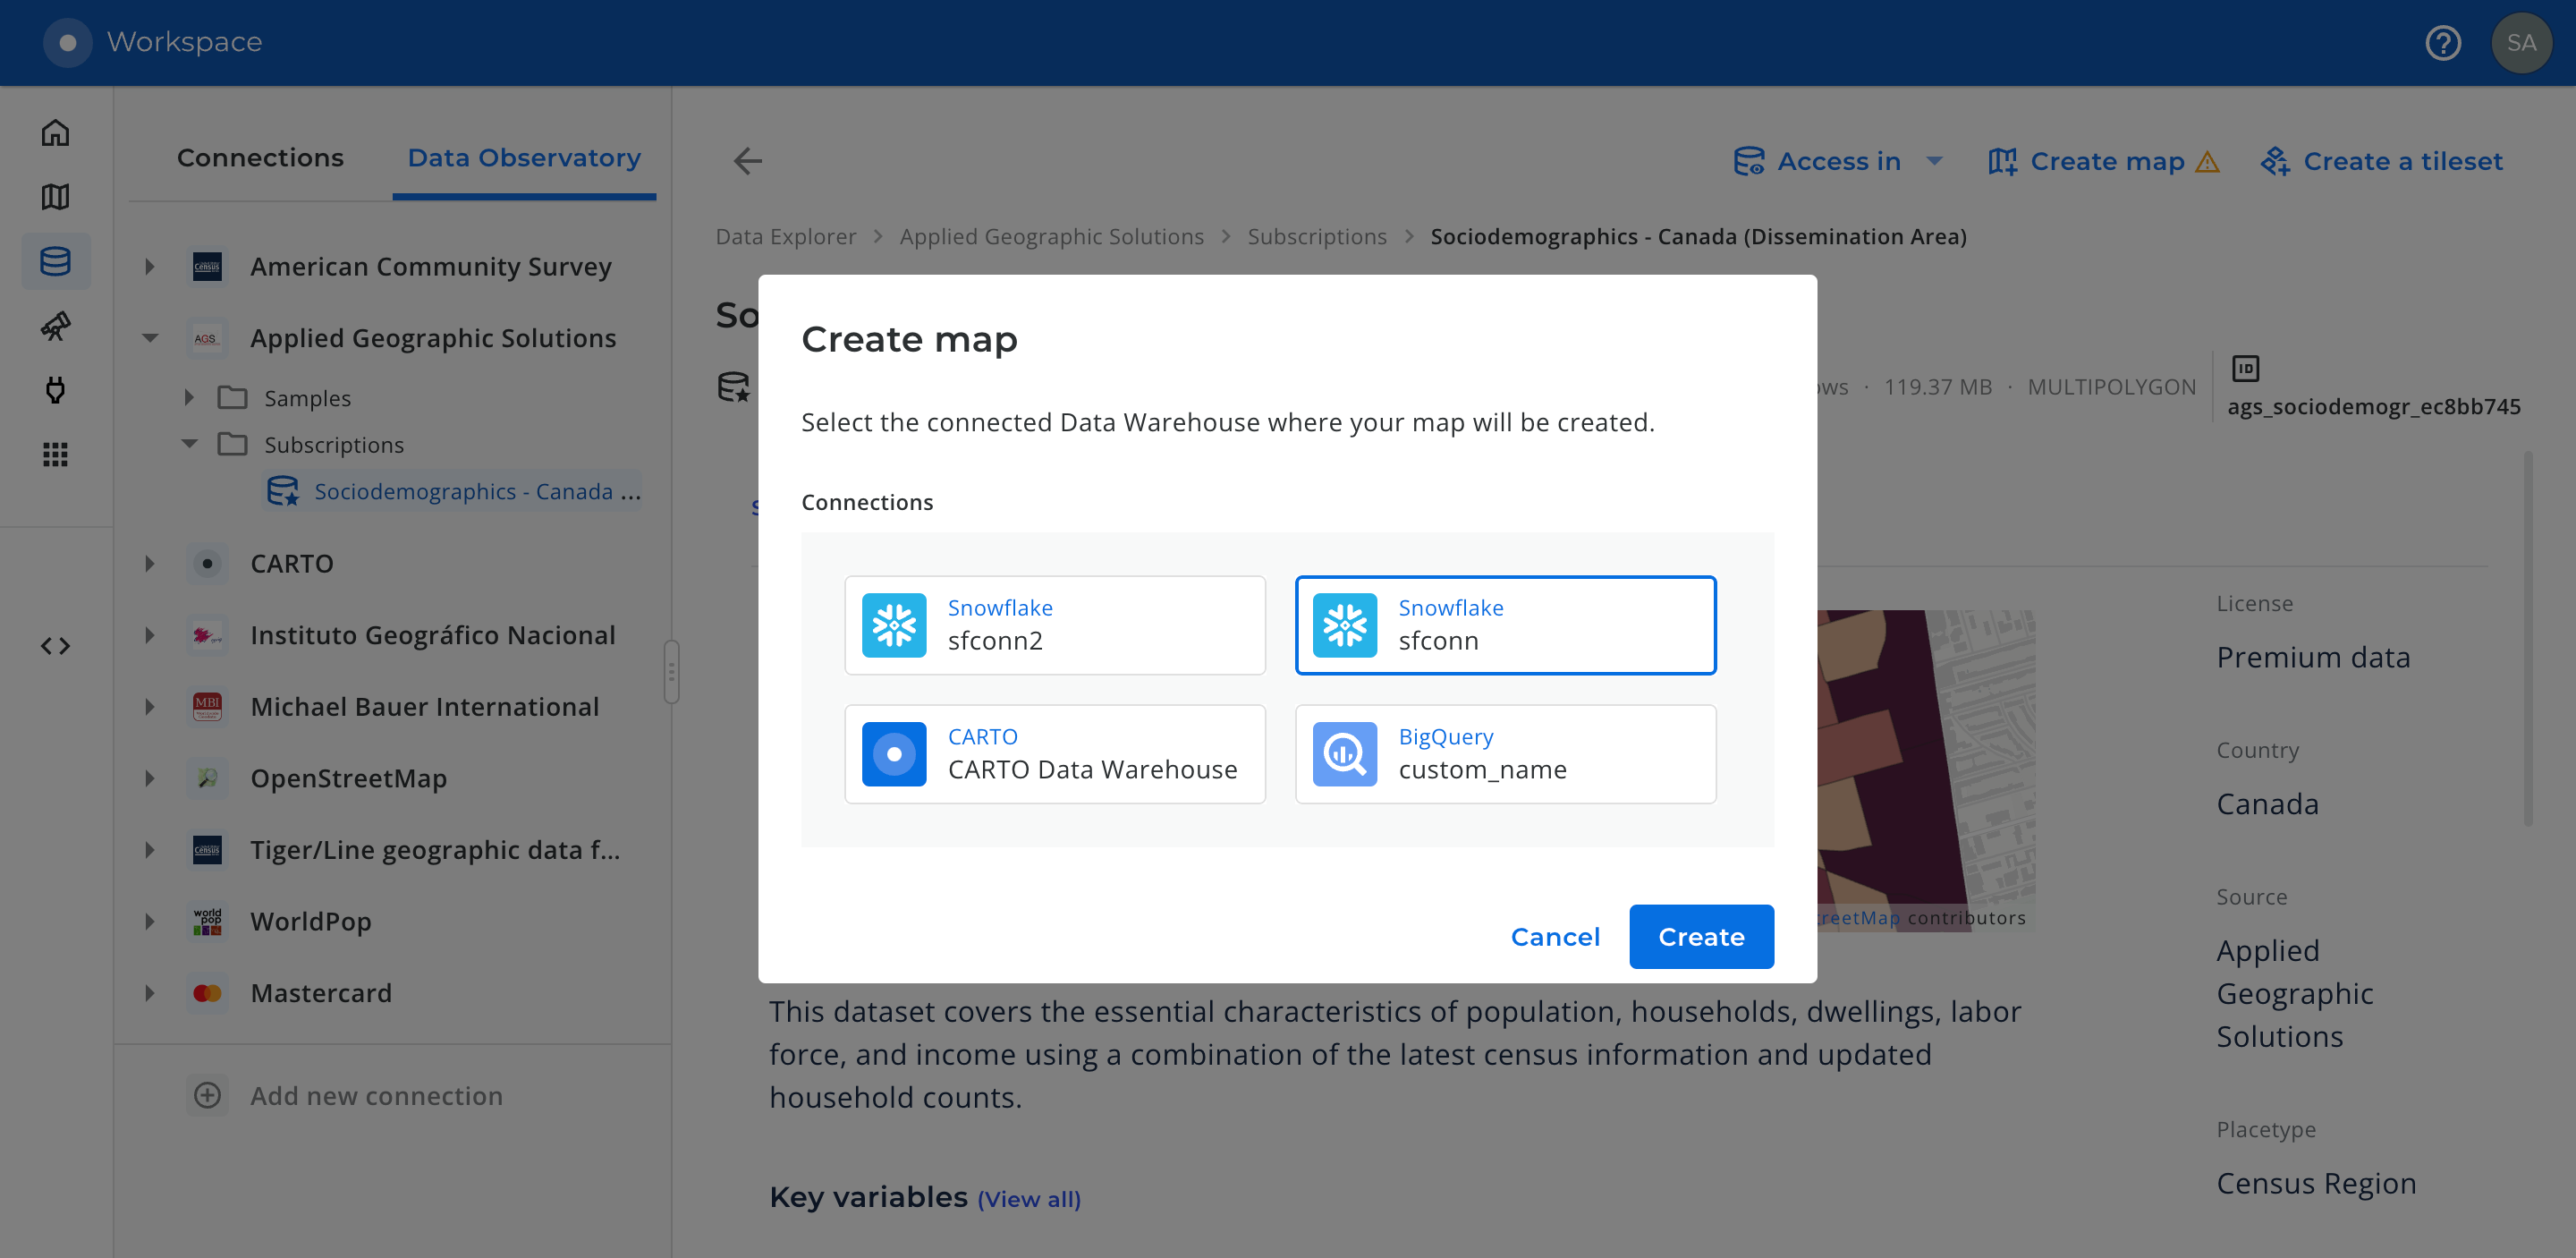 Workspace
SA
Connections
Data Observatory
Access in
Create map
Create a tileset
Data Explorer > Applied Geographic Solutions > Subscriptions > Sociodemographics - Canada (Dissemination Area)
American Community Survey
AGS
Applied Geographic Solutions
Samples
Subscriptions
Sociodemographics - Canada ...
CARTO
Instituto Geográfico Nacional
MBI
Michael Bauer International
OpenStreetMap
Census
Tiger/Line geographic data f...
world pop
WorldPop
Mastercard
Add new connection
119.37 MB · MULTIPOLYGON
ID
ags_sociodemogr_ec8bb745
Create map
Select the connected Data Warehouse where your map will be created.
Connections
Snowflake
sfconn2
Snowflake
sfconn
CARTO
CARTO Data Warehouse
BigQuery
custom_name
Cancel
Create
contributors
License
Premium data
Country
Canada
Source
Applied
Geographic
Solutions
Placetype
Census Region
This dataset covers the essential characteristics of population, households, dwellings, labor
force, and income using a combination of the latest census information and updated
household counts.
Key variables (View all)